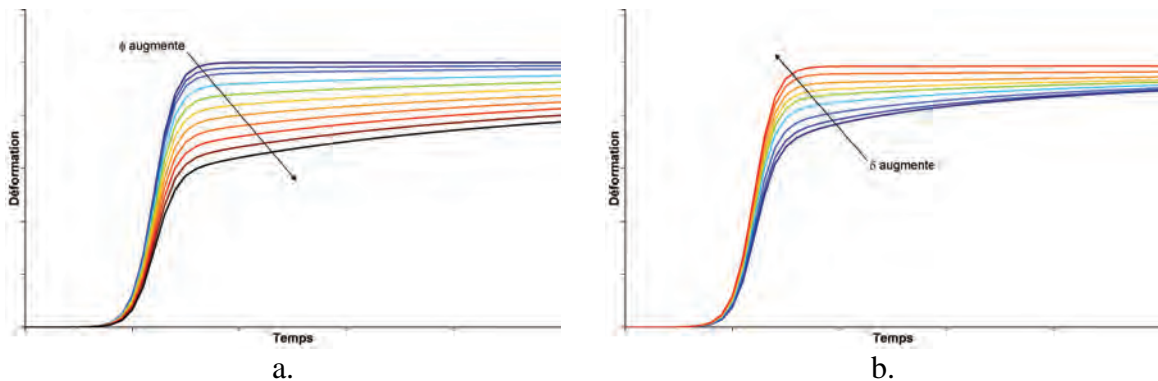 ϕ augmente
Déformation
Temps
a.
δ augmente
Déformation
Temps
b.